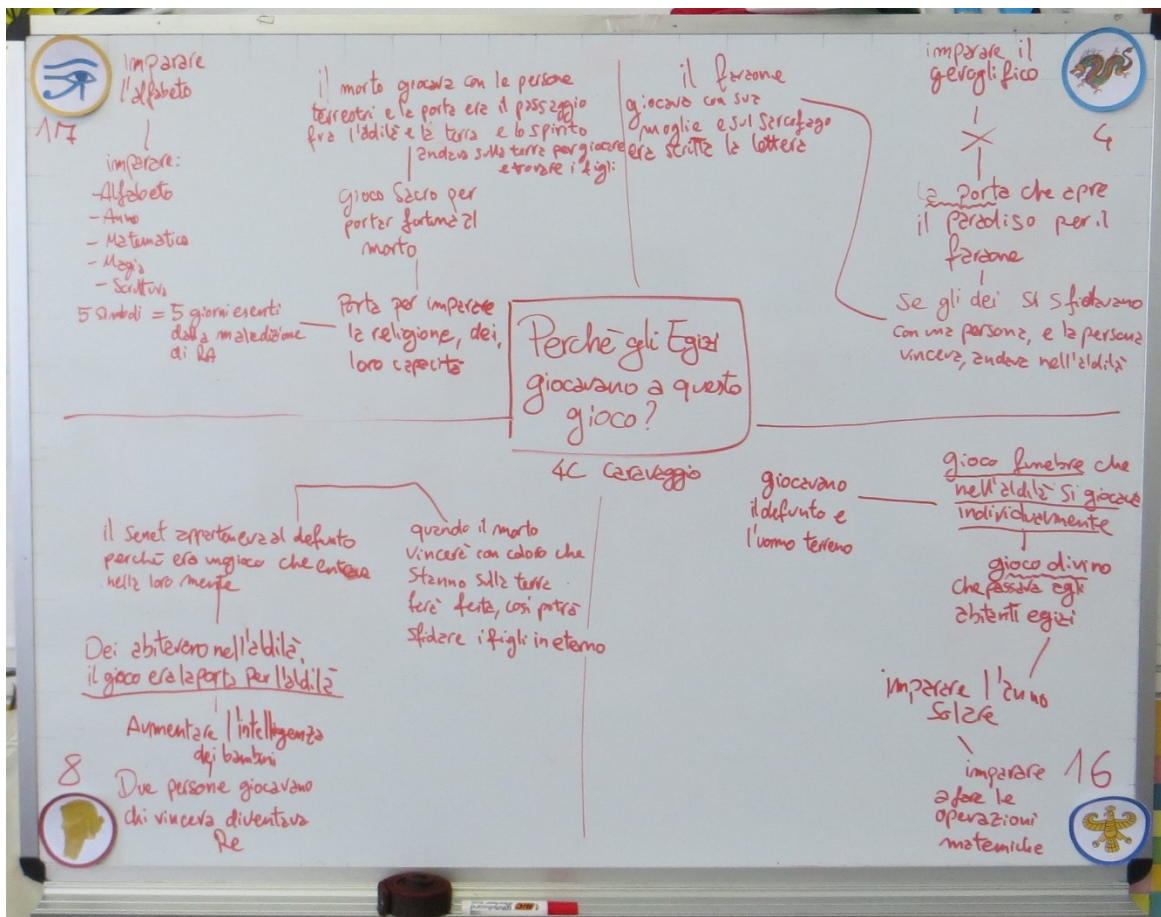 Imparare
l'alfabeto
17
imparare:
- Alfabeto
- Anno
- Matematica
- Magia
- Scrittura
5 simboli = 5 giorni esenti
dalla maledizione
di RA
il morto giocava con le persone
terrestri e la porta era il passaggio
fra l'aldilà e la terra e lo spirito
andava sulla terra per giocare
e trovare i figli
gioco sacro per
portar fortuna al
morto
Porta per imparare
la religione, dei,
loro capacità
il faraone
giocava con sua
moglie e sul sarcofago
era scritta la lettera
imparare il
geroglifico
4
la porta che apre
il paradiso per il
faraone
Se gli dei si sfidavano
con una persona, e la persona
vinceva, andava nell'aldilà
Perchè gli Egizi
giocavano a questo
gioco?
4C Caravaggio
il Senet apparteneva al defunto
perchè era un gioco che entrava
nella loro mente
Dei abitavano nell'aldilà,
il gioco era la porta per l'aldilà
Aumentare l'intelligenza
dei bambini
8
Due persone giocavano
chi vinceva diventava
Re
quando il morto
vincerà con coloro che
stanno sulla terra
farà festa, così potrà
sfidare i figli in eterno
giocavano
il defunto e
l'uomo terreno
gioco funebre che
nell'aldilà si giocava
individualmente
gioco divino
che passava agli
abitanti egizi
imparare l'anno
solare
imparare
a fare le
operazioni
matemiche
16
BIC